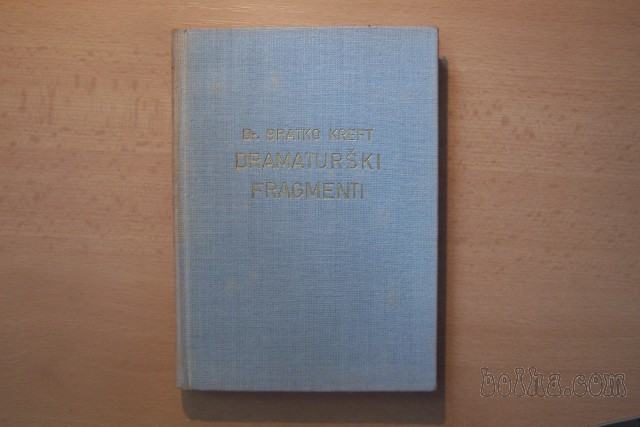 Dr. BRATKO KREFT
DRAMATURŠKI
FRAGMENTI
bolha.com